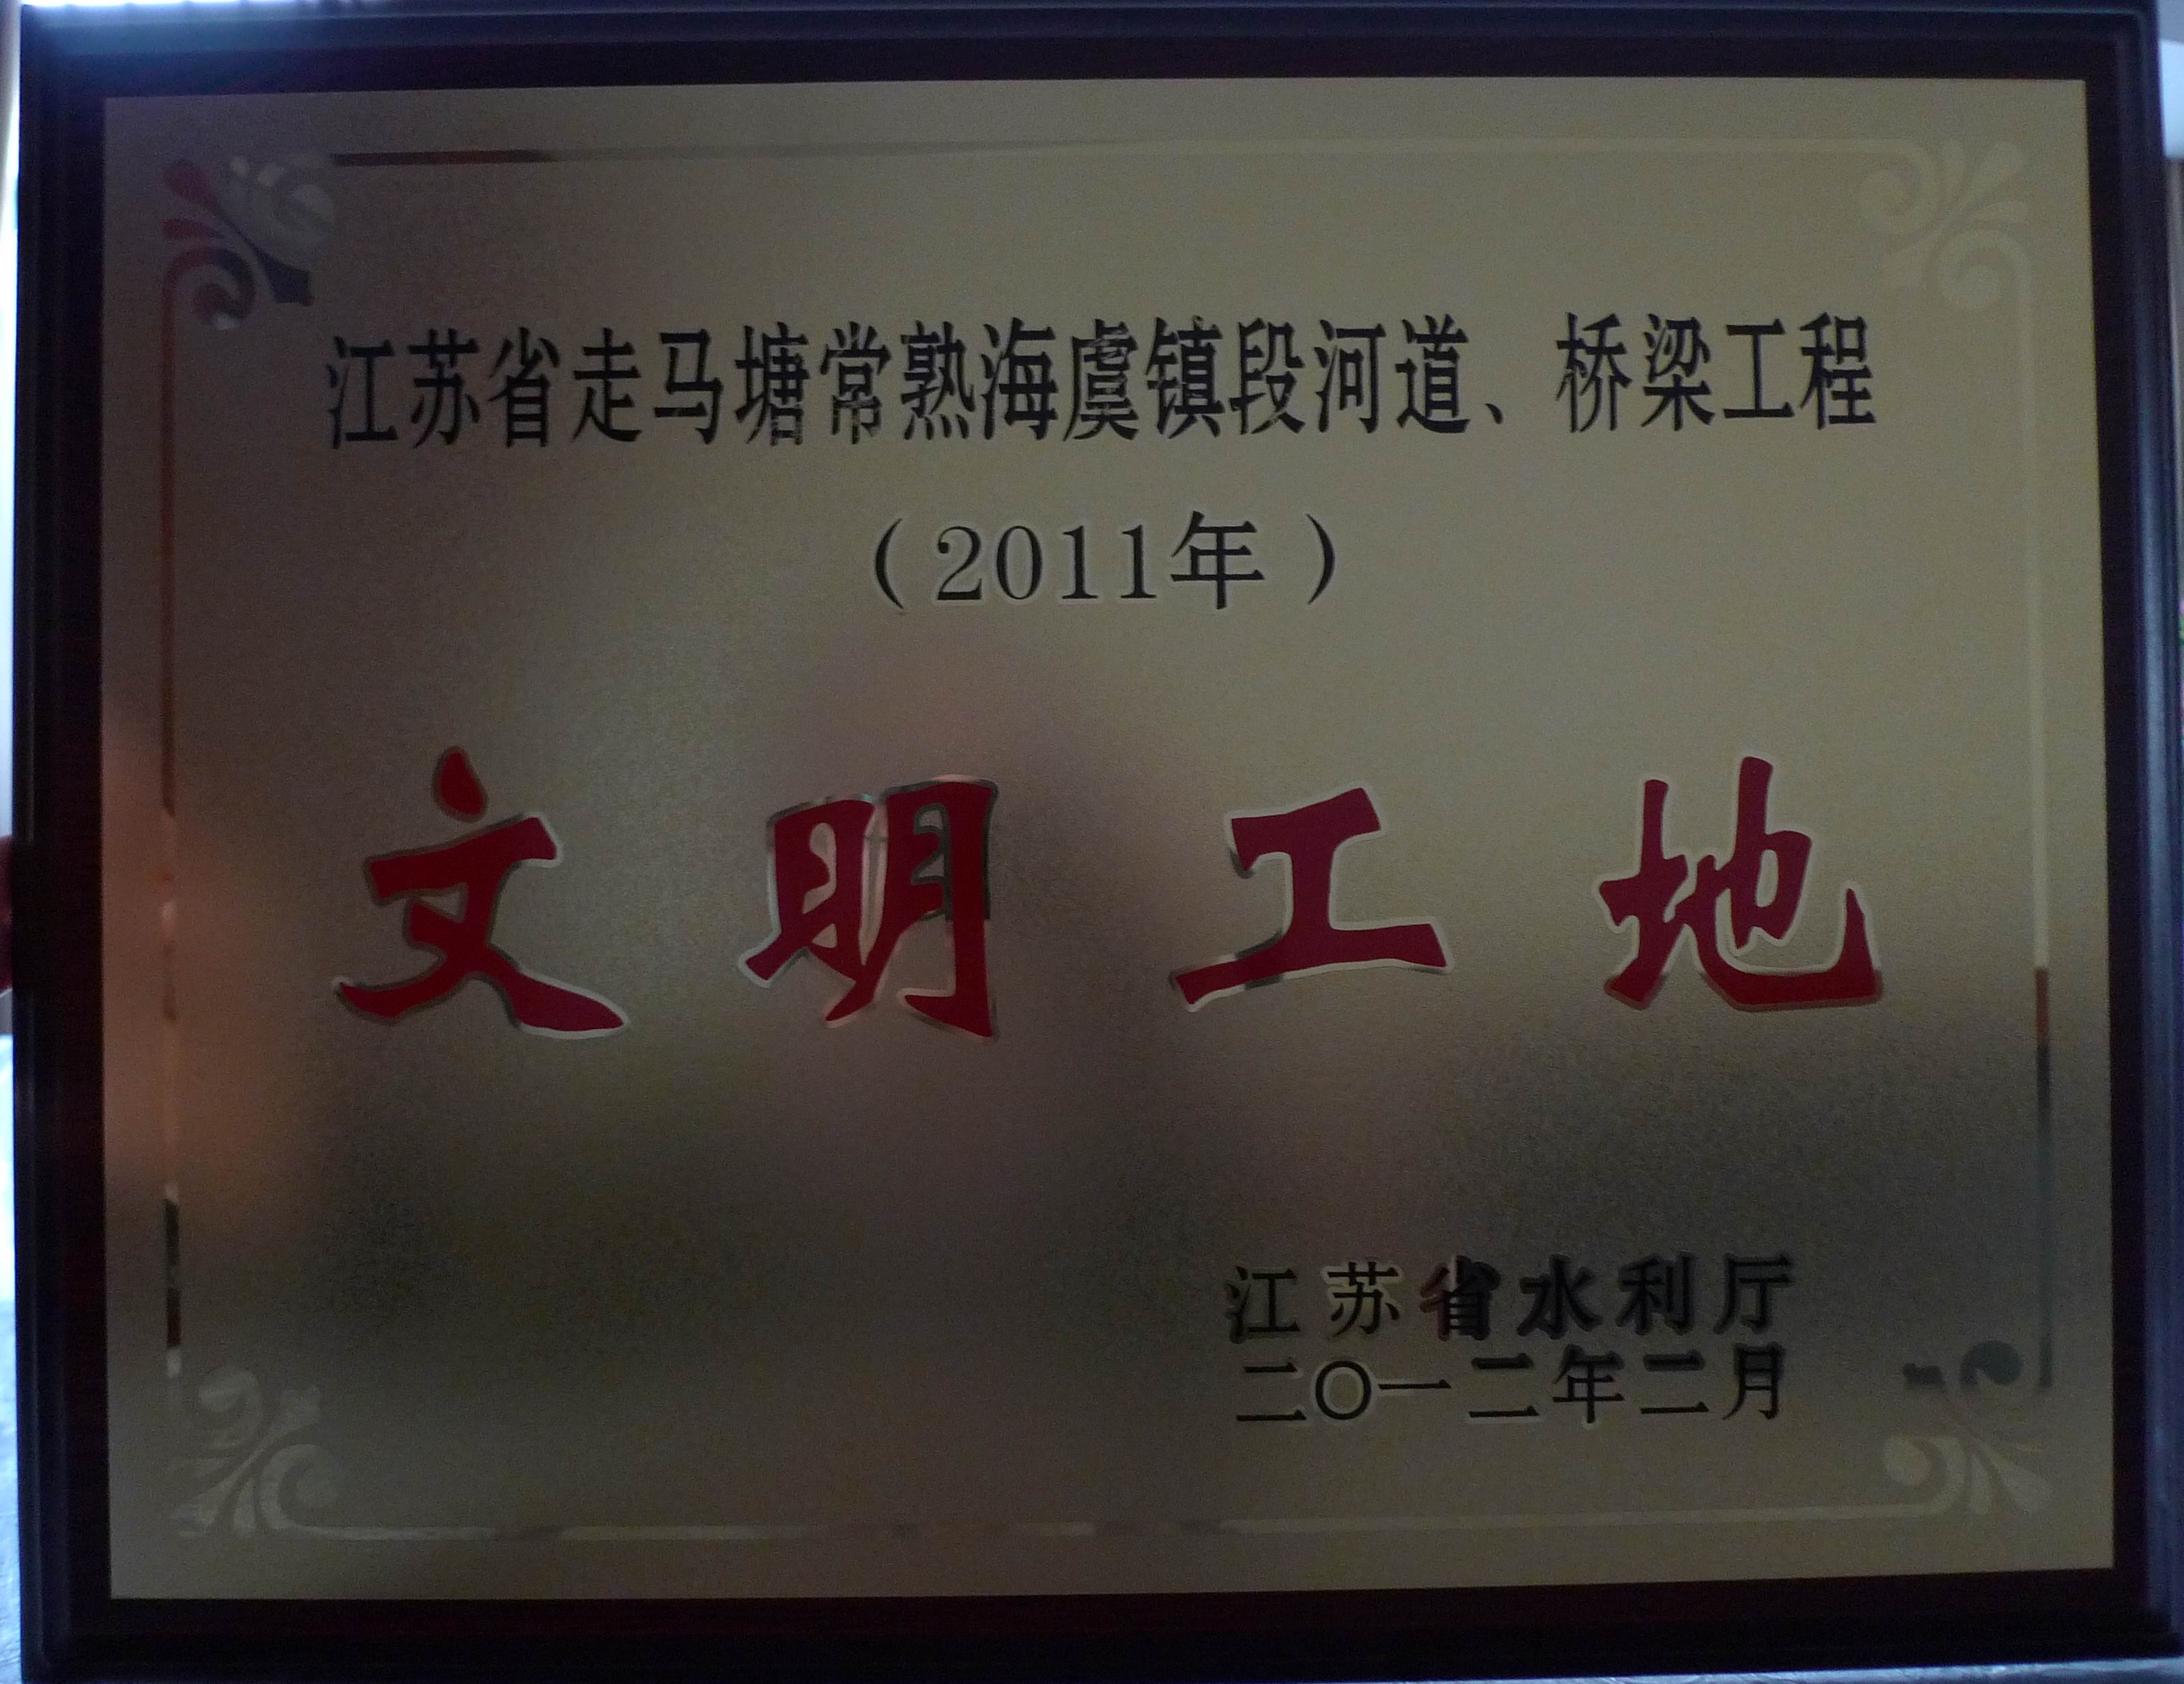 江苏省走马塘常熟海虞镇段河道、桥梁工程
（2011年）
文明工地
江苏省水利厅
二〇一二年二月